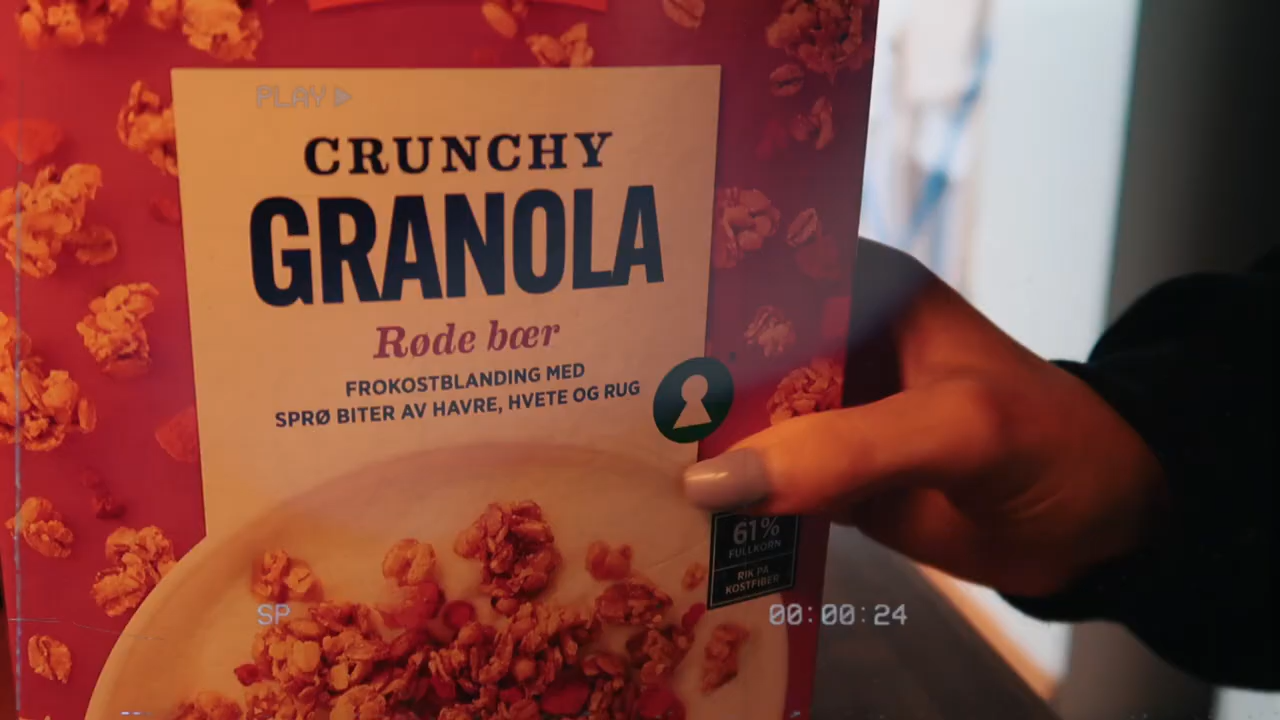 PLAY
CRUNCHY
GRANOLA
Røde bær
FROKOSTBLANDING MED
SPRØ BITER AV HAVRE, HVETE OG RUG
61%
FULLKORN
RIK PÅ
KOSTFIBER
SP
00:00:24